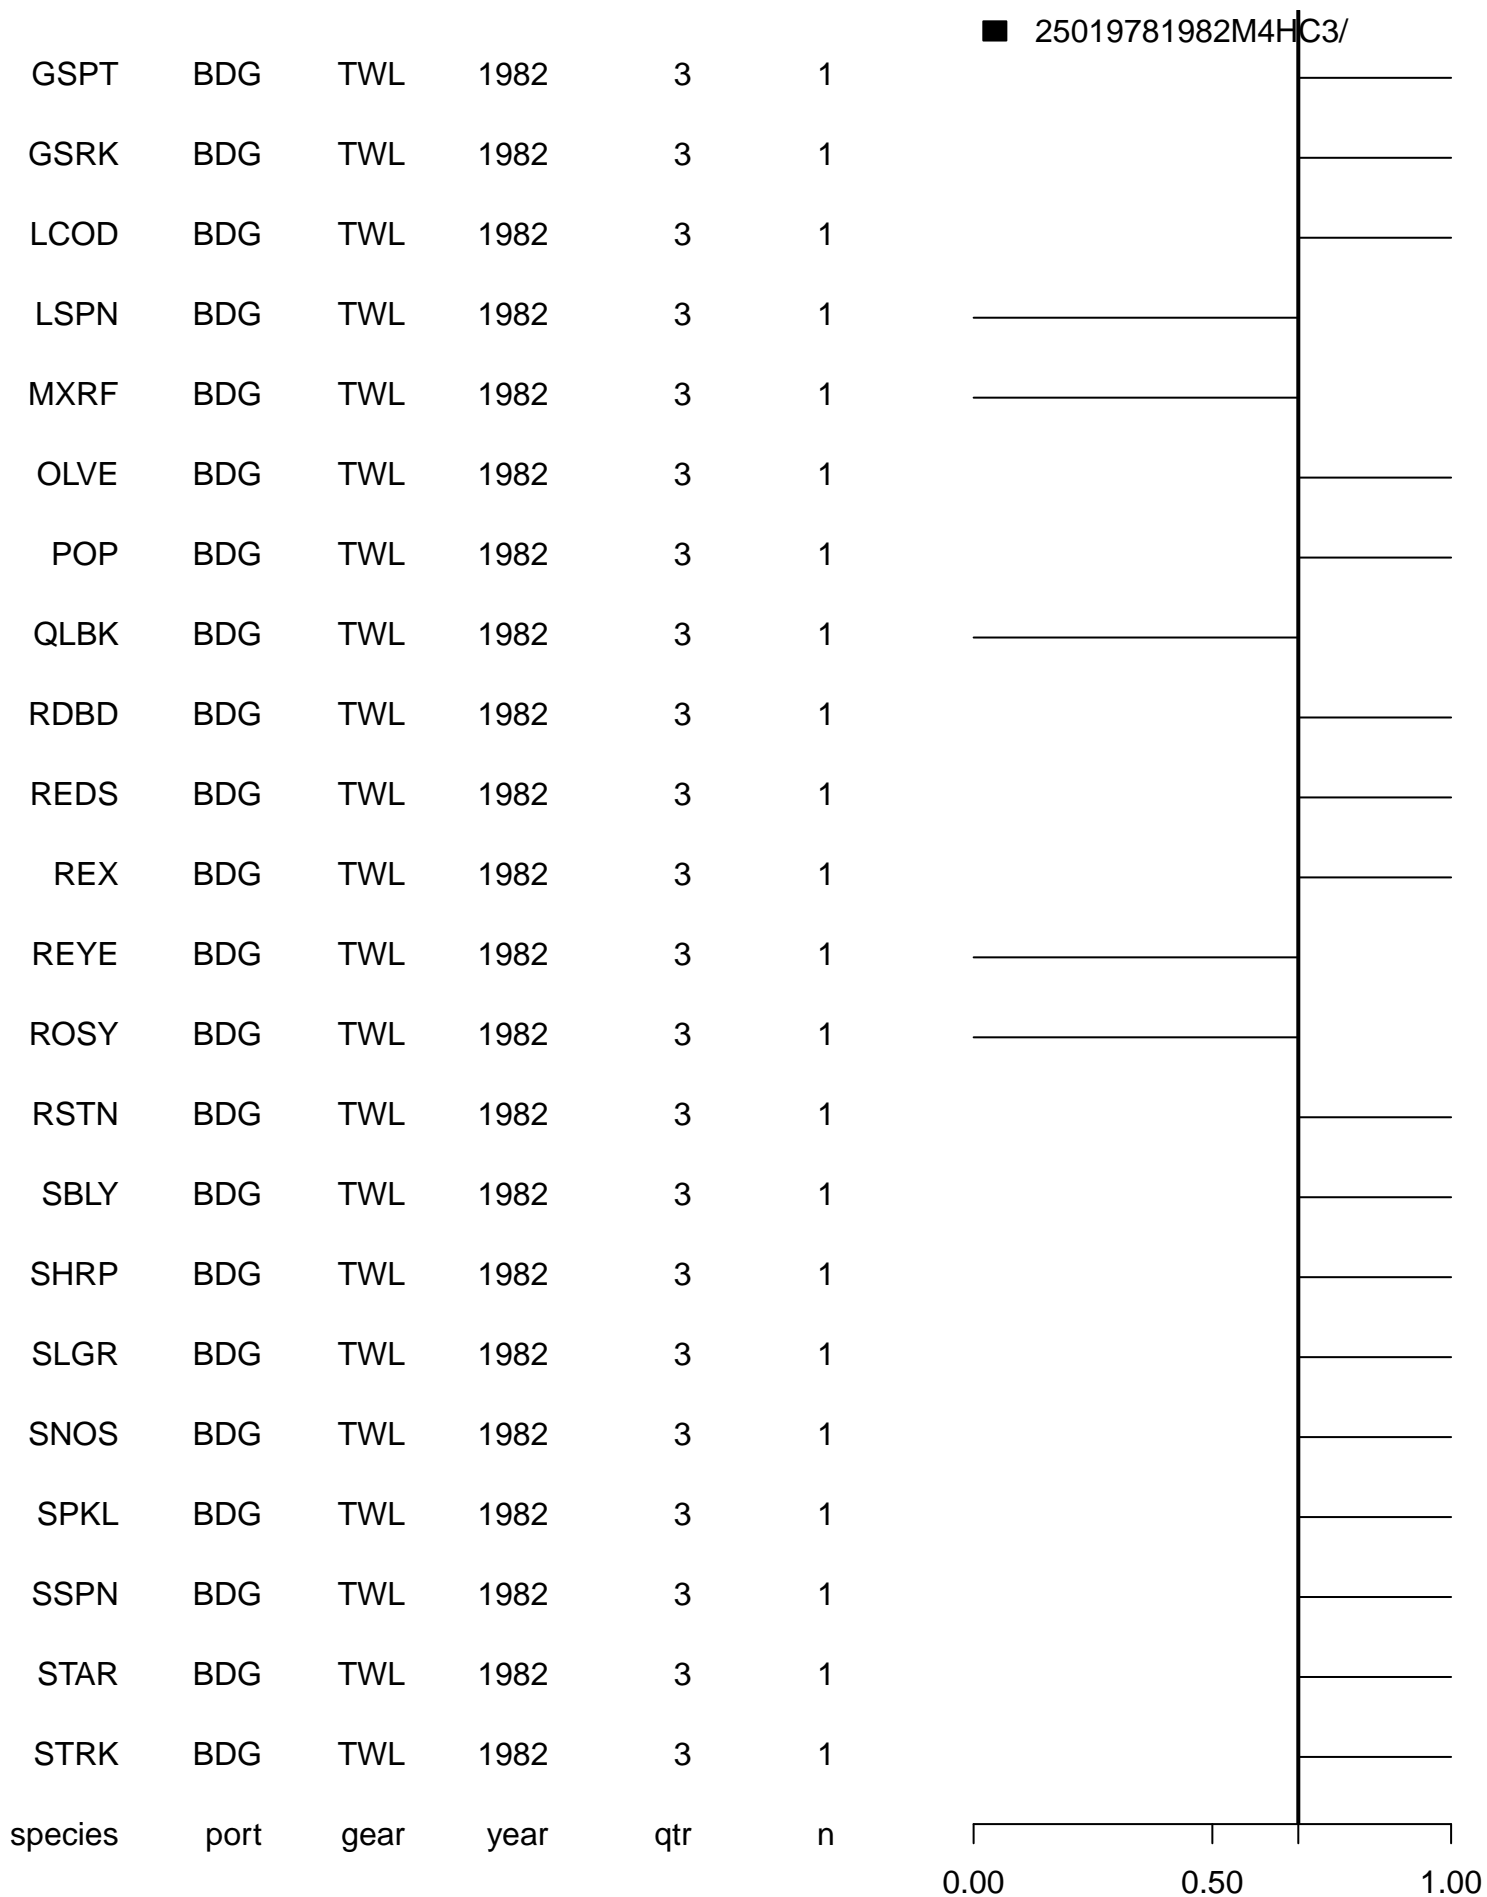 25019781982M4HC3/
GSPT BDG TWL 1982 3 1
GSRK BDG TWL 1982 3 1
LCOD BDG TWL 1982 3 1
LSPN BDG TWL 1982 3 1
MXRF BDG TWL 1982 3 1
OLVE BDG TWL 1982 3 1
POP BDG TWL 1982 3 1
QLBK BDG TWL 1982 3 1
RDBD BDG TWL 1982 3 1
REDS BDG TWL 1982 3 1
REX BDG TWL 1982 3 1
REYE BDG TWL 1982 3 1
ROSY BDG TWL 1982 3 1
RSTN BDG TWL 1982 3 1
SBLY BDG TWL 1982 3 1
SHRP BDG TWL 1982 3 1
SLGR BDG TWL 1982 3 1
SNOS BDG TWL 1982 3 1
SPKL BDG TWL 1982 3 1
SSPN BDG TWL 1982 3 1
STAR BDG TWL 1982 3 1
STRK BDG TWL 1982 3 1
species port gear year qtr n
0.00 0.50 1.00